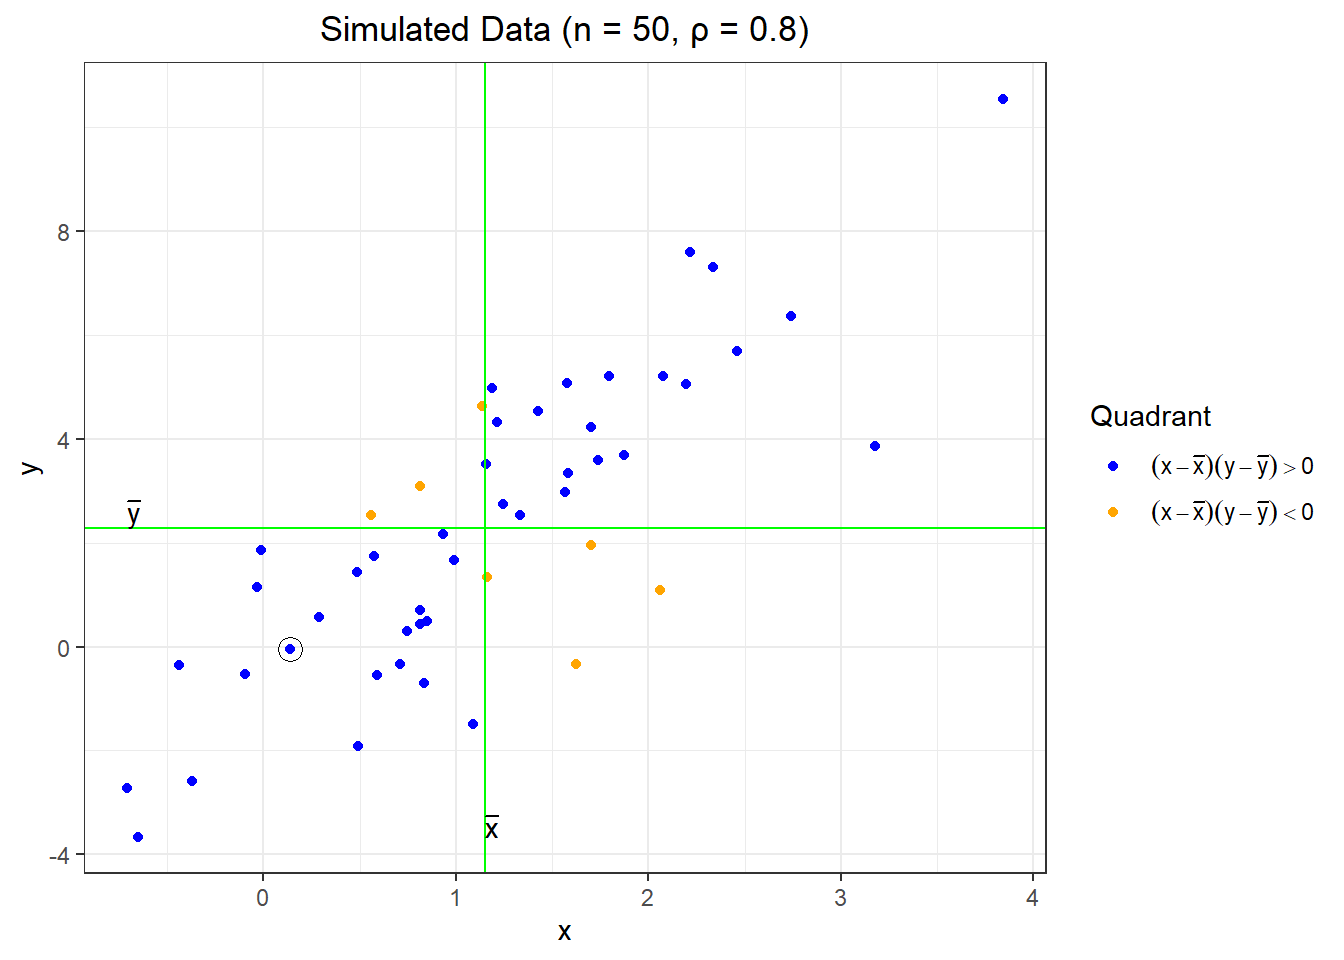 Simulated Data (n = 50, ρ = 0.8)
y
8
4
0
-4
y̅
x̅
0 1 2 3 4
x
Quadrant
(x − x̅)(y − y̅) > 0
(x − x̅)(y − y̅) < 0